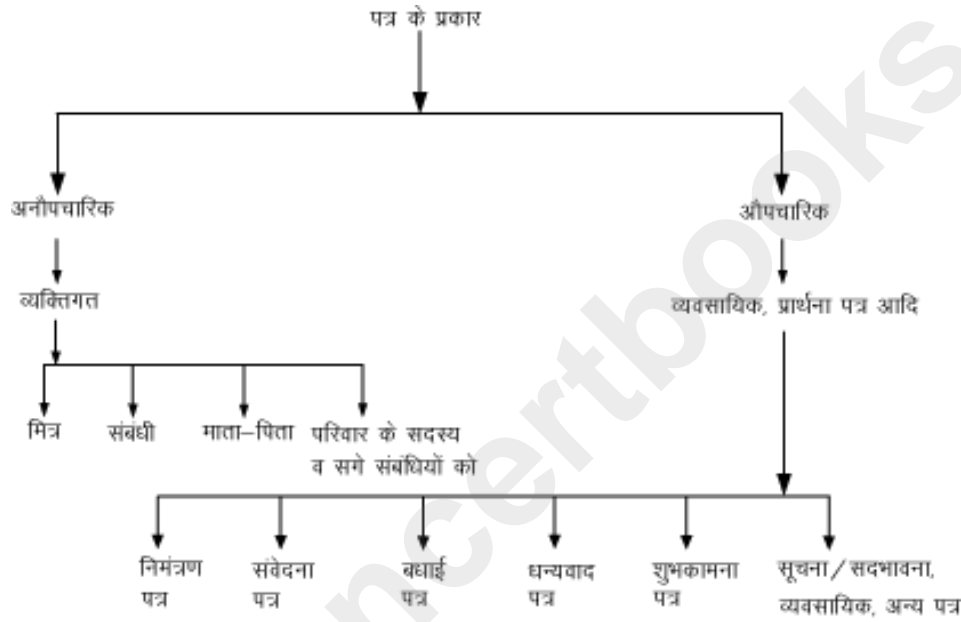 पत्र के प्रकार
अनौपचारिक
औपचारिक
व्यक्तिगत
व्यवसायिक, प्रार्थना पत्र आदि
मित्र
संबंधी
माता-पिता
परिवार के सदस्य
व सगे संबंधियों को
निमंत्रण
पत्र
संवेदना
पत्र
बधाई
पत्र
धन्यवाद
पत्र
शुभकामना
पत्र
सूचना/सदभावना,
व्यवसायिक, अन्य पत्र
ncertbooks